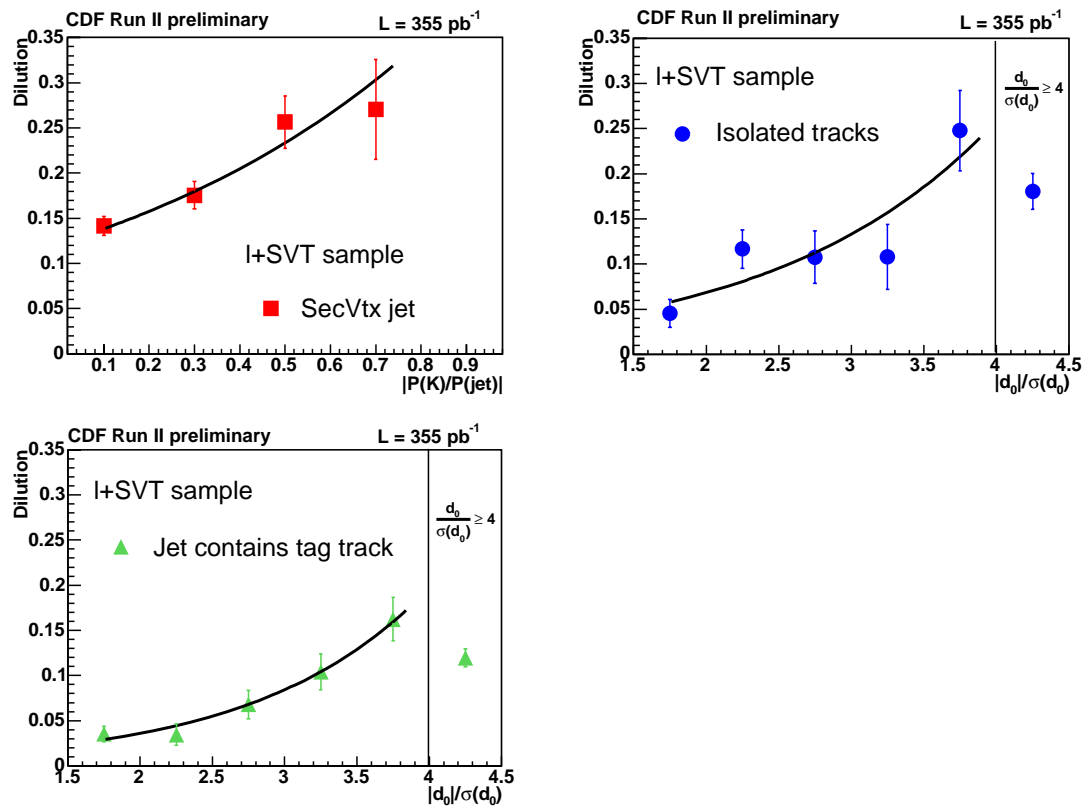 CDF Run II preliminary L = 355 pb⁻¹
Dilution
0.35
0.3
0.25
0.2
0.15
0.1
0.05
0
l+SVT sample
SecVtx jet
0.1 0.2 0.3 0.4 0.5 0.6 0.7 0.8 0.9
|P(K)/P(jet)|
CDF Run II preliminary L = 355 pb⁻¹
Dilution
0.35
0.3
0.25
0.2
0.15
0.1
0.05
0
l+SVT sample
Isolated tracks
d₀/σ(d₀) ≥ 4
1.5 2 2.5 3 3.5 4 4.5
|d₀|/σ(d₀)
CDF Run II preliminary L = 355 pb⁻¹
Dilution
0.35
0.3
0.25
0.2
0.15
0.1
0.05
0
l+SVT sample
Jet contains tag track
d₀/σ(d₀) ≥ 4
1.5 2 2.5 3 3.5 4 4.5
|d₀|/σ(d₀)